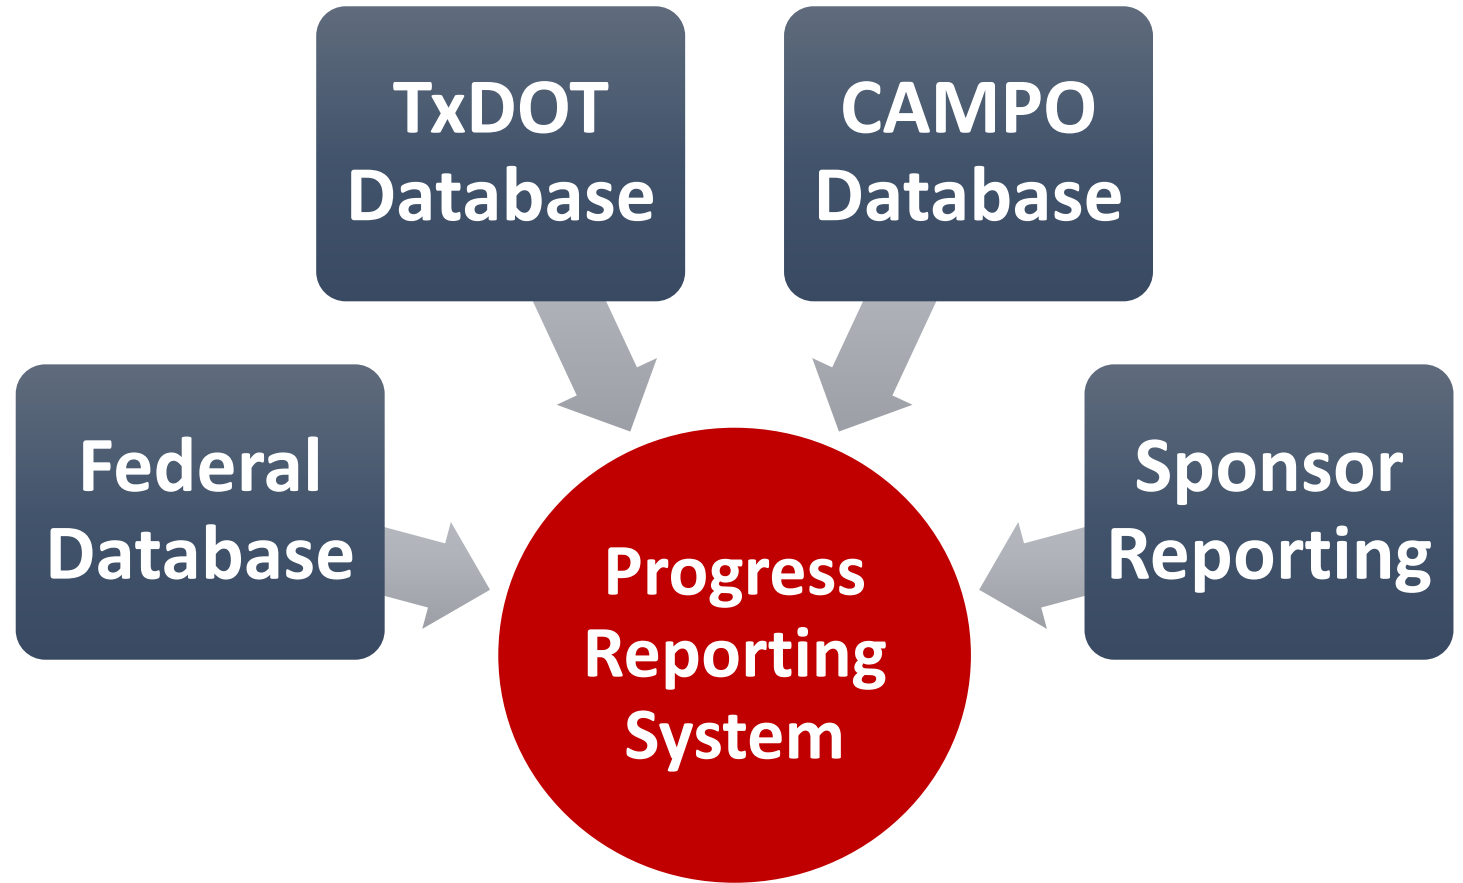 TxDOT
Database
CAMPO
Database
Federal
Database
Sponsor
Reporting
Progress
Reporting
System